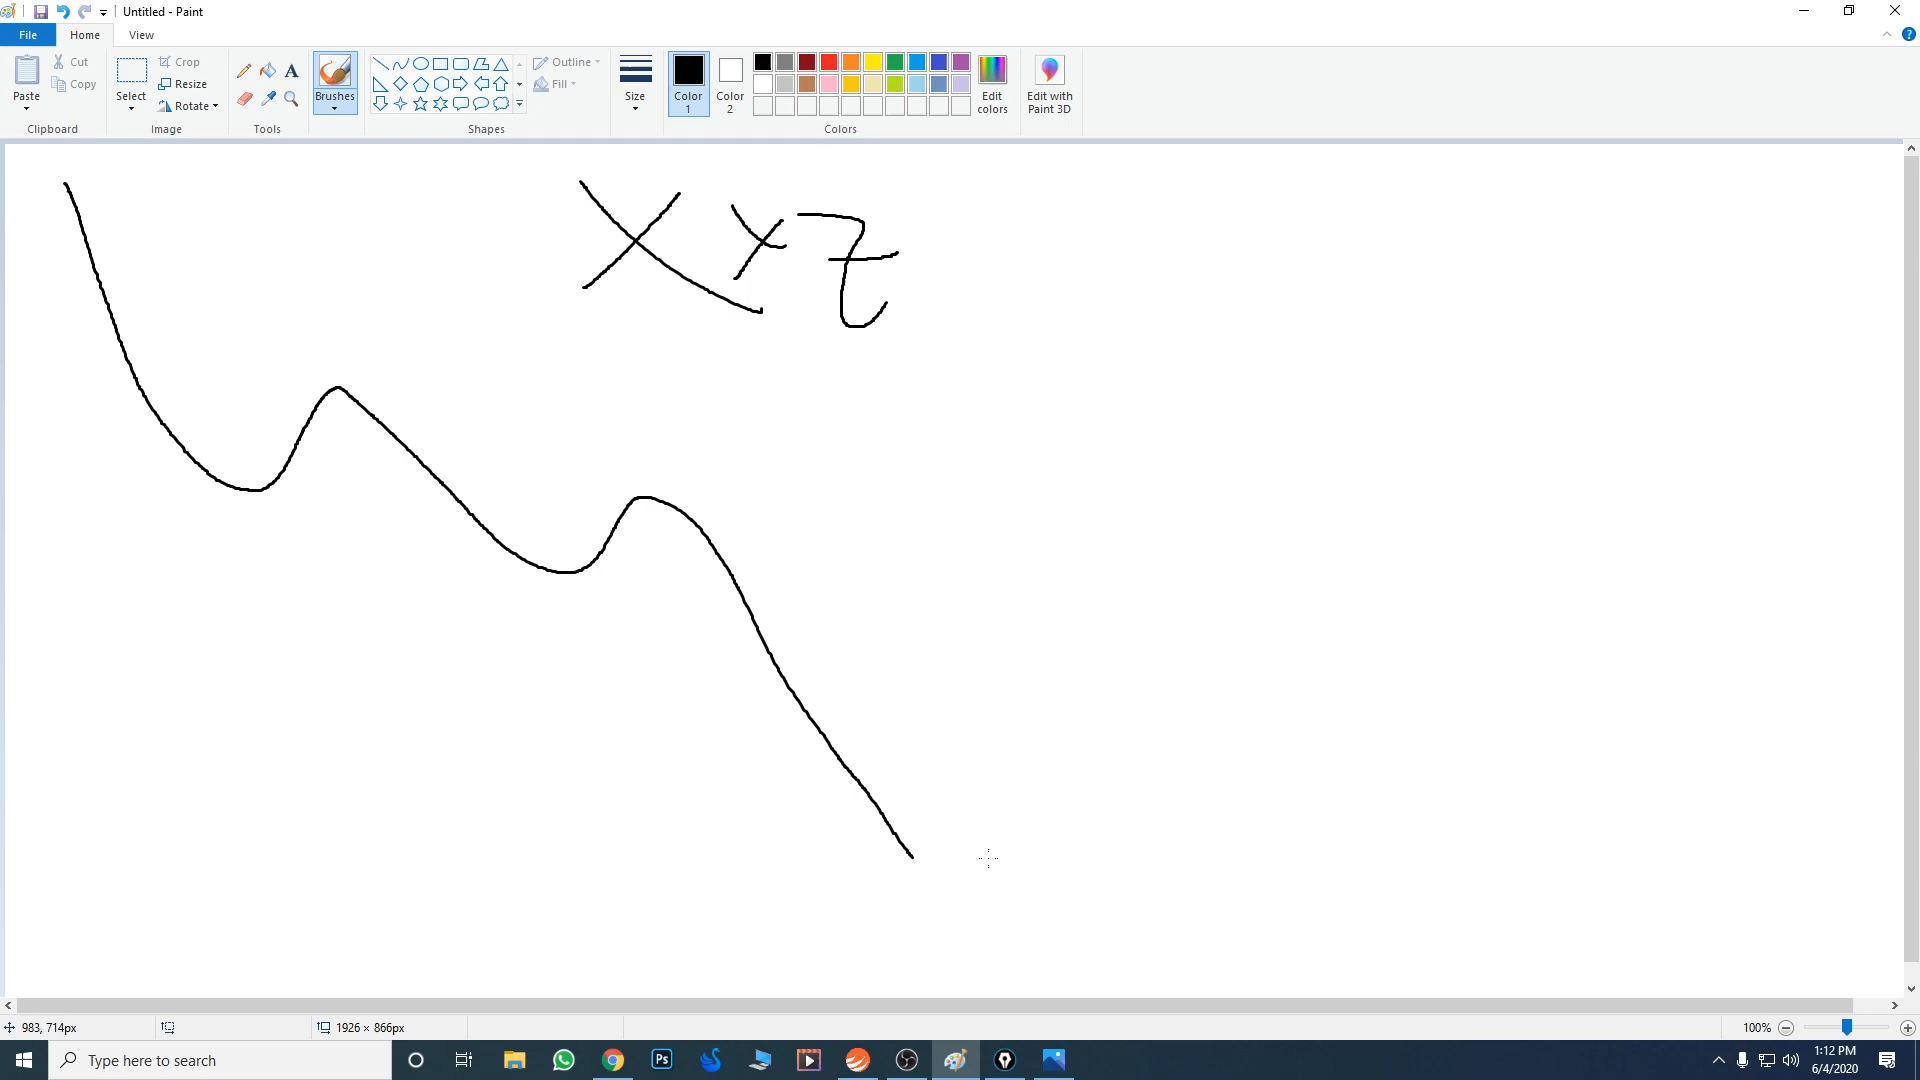 Untitled - Paint
File Home View
Paste Cut Copy Select Crop Resize Rotate Brushes Outline Fill Size Color 1 Color 2 Edit colors Edit with Paint 3D
Clipboard Image Tools Shapes Colors
983, 714px 1926 × 866px 100%
Type here to search Ps 1:12 PM
6/4/2020